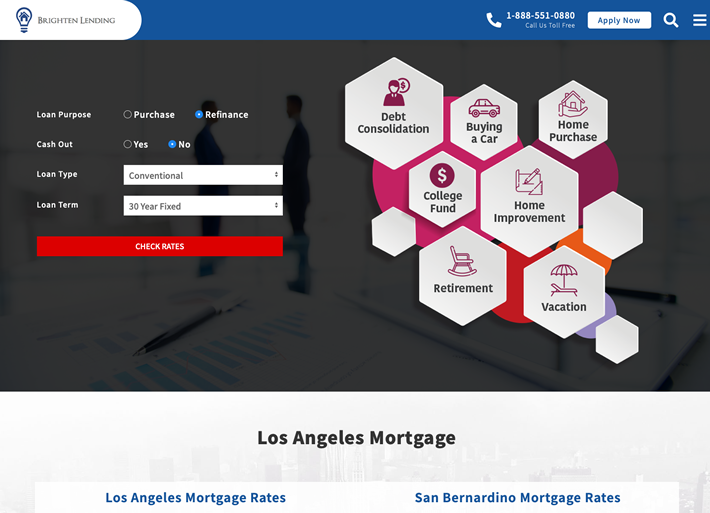 BRIGHTEN LENDING
1-888-551-0880
Call Us Toll Free
Apply Now
Loan Purpose
Purchase
Refinance
Cash Out
Yes
No
Loan Type
Conventional
Loan Term
30 Year Fixed
CHECK RATES
Debt
Consolidation
Buying
a Car
Home
Purchase
College
Fund
Home
Improvement
Retirement
Vacation
Los Angeles Mortgage
Los Angeles Mortgage Rates
San Bernardino Mortgage Rates